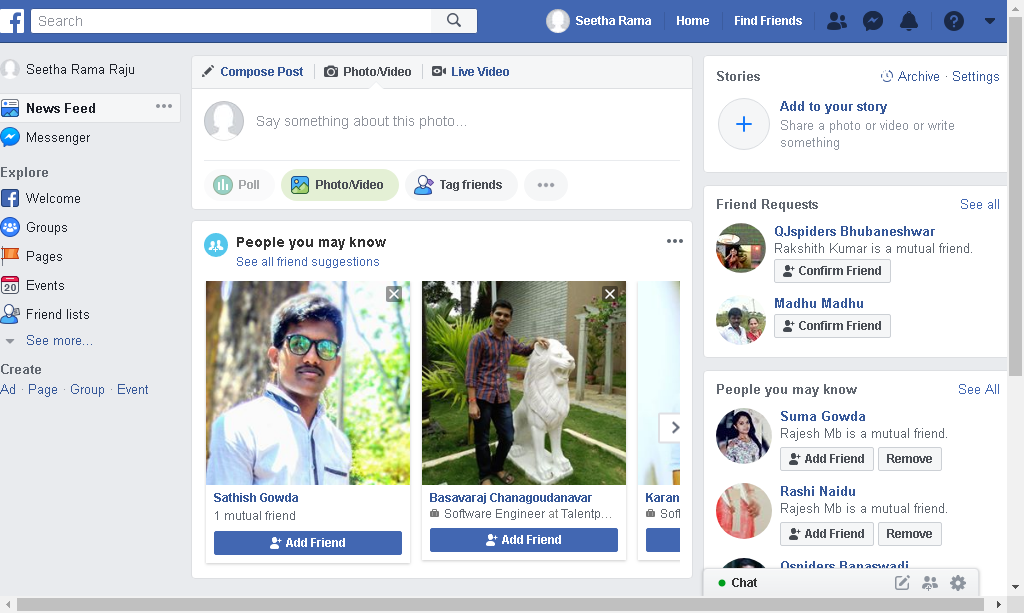 f
Search
Seetha Rama
Home
Find Friends
Seetha Rama Raju
News Feed
Messenger
Explore
Welcome
Groups
Pages
20 Events
Friend lists
See more...
Create
Ad · Page · Group · Event
Compose Post
Photo/Video
Live Video
Say something about this photo...
Poll
Photo/Video
Tag friends
People you may know
See all friend suggestions
Sathish Gowda
1 mutual friend
Add Friend
Basavaraj Chanagoudanavar
Software Engineer at Talentp...
Add Friend
Karan
Sof
Stories
Archive · Settings
Add to your story
Share a photo or video or write
something
Friend Requests
See all
QJspiders Bhubaneshwar
Rakshith Kumar is a mutual friend.
Confirm Friend
Madhu Madhu
Confirm Friend
People you may know
See All
Suma Gowda
Rajesh Mb is a mutual friend.
Add Friend
Remove
Rashi Naidu
Rajesh Mb is a mutual friend.
Add Friend
Remove
Qspiders Banaswadi
Chat